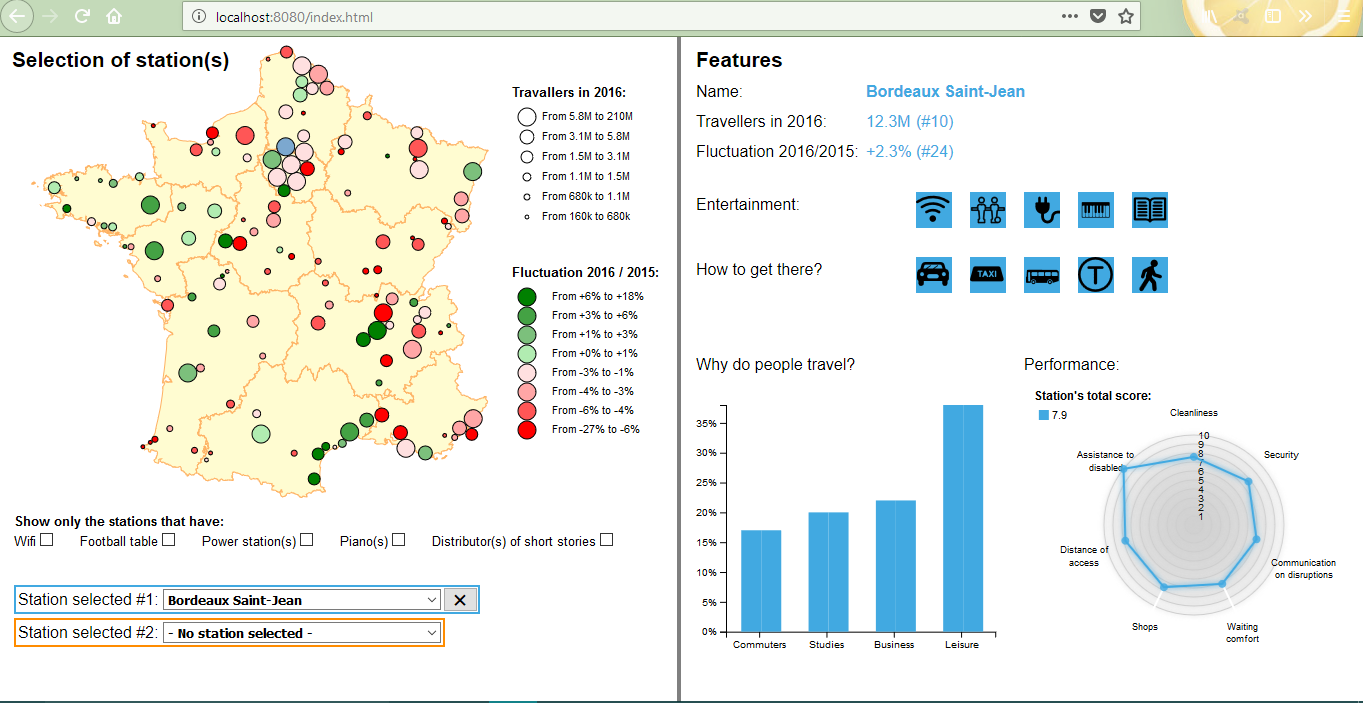 localhost:8080/index.html
Selection of station(s)
Travallers in 2016:
From 5.8M to 210M
From 3.1M to 5.8M
From 1.5M to 3.1M
From 1.1M to 1.5M
From 680k to 1.1M
From 160k to 680k
Fluctuation 2016 / 2015:
From +6% to +18%
From +3% to +6%
From +1% to +3%
From +0% to +1%
From -3% to -1%
From -4% to -3%
From -6% to -4%
From -27% to -6%
Show only the stations that have:
Wifi Football table Power station(s) Piano(s) Distributor(s) of short stories
Station selected #1: Bordeaux Saint-Jean
Station selected #2: - No station selected -
Features
Name: Bordeaux Saint-Jean
Travellers in 2016: 12.3M (#10)
Fluctuation 2016/2015: +2.3% (#24)
Entertainment:
How to get there?
TAXI
T
Why do people travel?
35%
30%
25%
20%
15%
10%
5%
0%
Commuters Studies Business Leisure
Performance:
Station's total score:
7.9
Cleanliness
Security
Communication
on disruptions
Waiting
comfort
Shops
Distance of
access
Assistance to
disabled
10
9
8
7
6
5
4
3
2
1